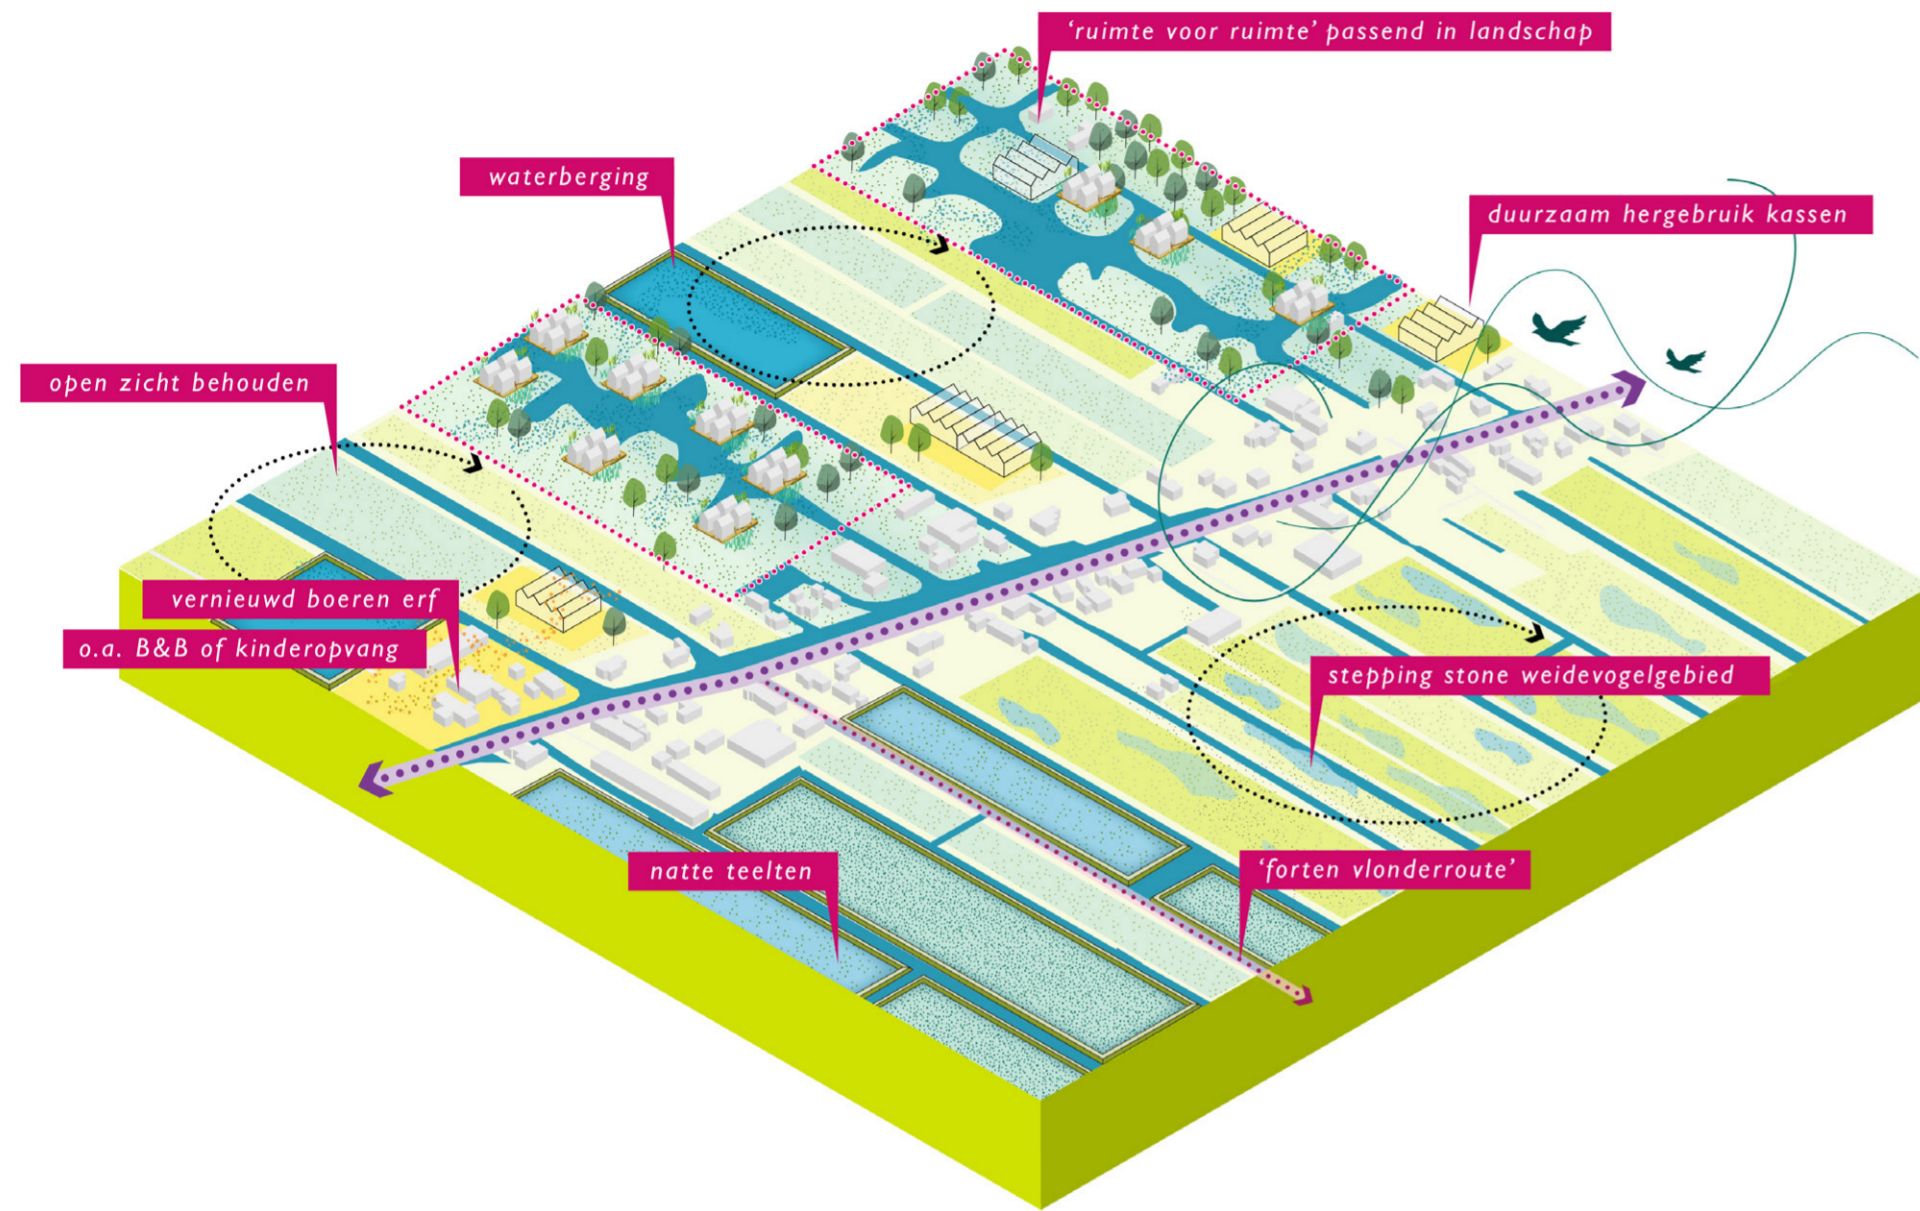 ‘ruimte voor ruimte’ passend in landschap
waterberging
duurzaam hergebruik kassen
open zicht behouden
vernieuwd boeren erf
o.a. B&B of kinderopvang
stepping stone weidevogelgebied
natte teelten
‘forten vlonderroute’